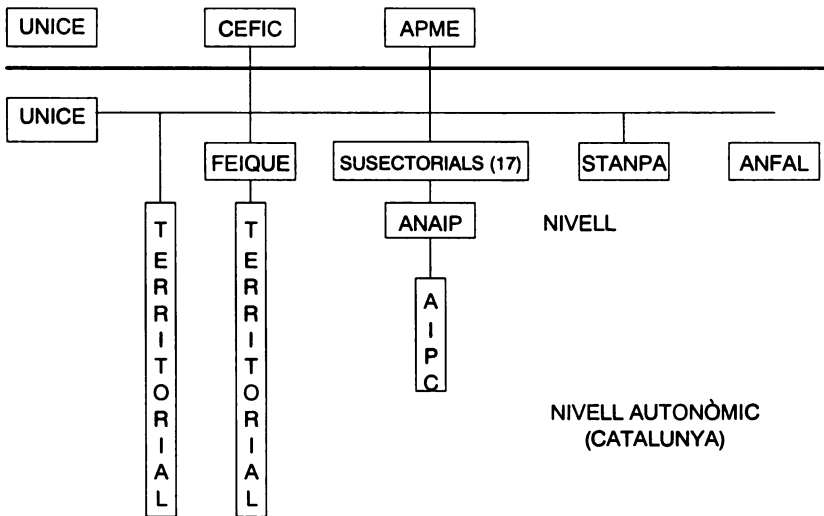 UNICE
CEFIC
APME
UNICE
FEIQUE
SUSECTORIALS (17)
STANPA
ANFAL
TERRITORIAL
TERRITORIAL
ANAIP
NIVELL
AIPC
NIVELL AUTONÒMIC
(CATALUNYA)